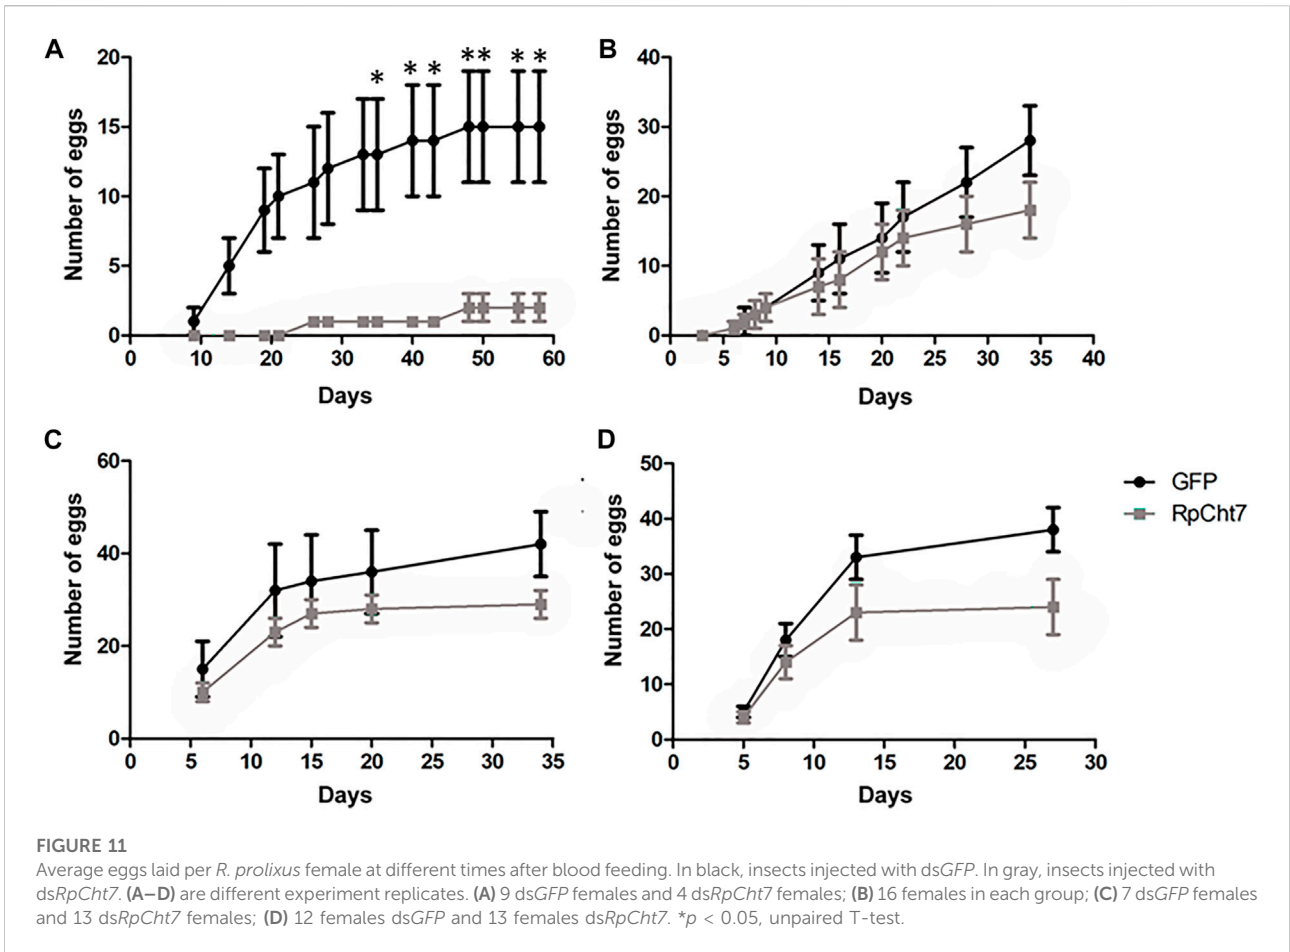 A
Number of eggs
20
15
10
5
0
* * * ** * *
0 10 20 30 40 50 60
Days
B
Number of eggs
40
30
20
10
0
0 5 10 15 20 25 30 35 40
Days
C
Number of eggs
60
40
20
0
0 5 10 15 20 25 30 35
Days
D
Number of eggs
50
40
30
20
10
0
0 5 10 15 20 25 30
Days
GFP
RpCht7
FIGURE 11
Average eggs laid per R. prolixus female at different times after blood feeding. In black, insects injected with dsGFP. In gray, insects injected with
dsRpCht7. (A–D) are different experiment replicates. (A) 9 dsGFP females and 4 dsRpCht7 females; (B) 16 females in each group; (C) 7 dsGFP females
and 13 dsRpCht7 females; (D) 12 females dsGFP and 13 females dsRpCht7. *p < 0.05, unpaired T-test.